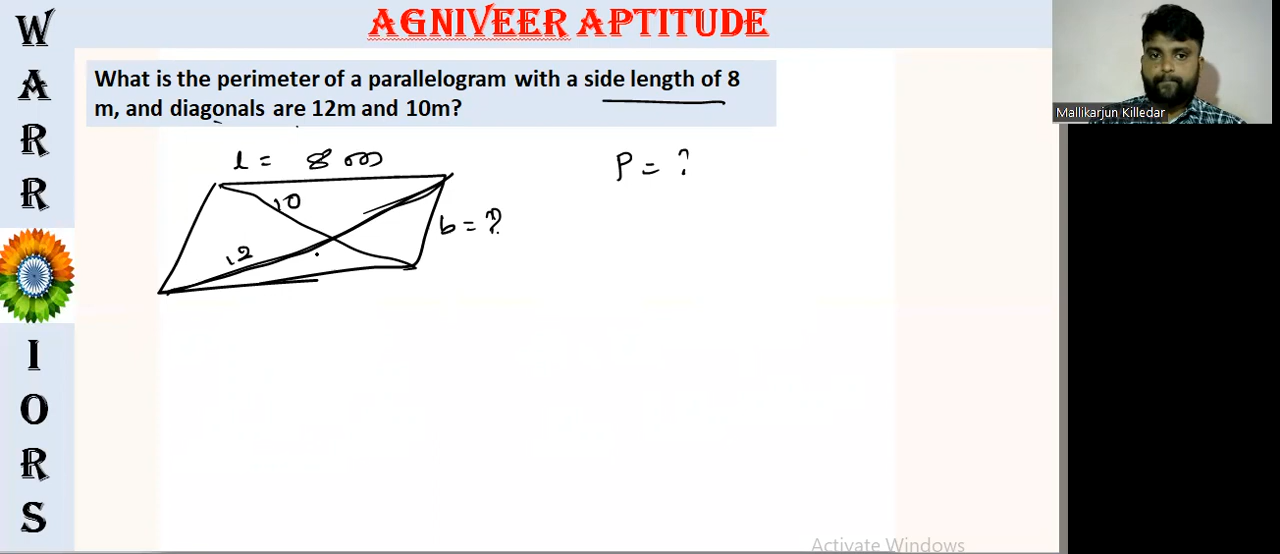 AGNIVEER APTITUDE
WARRIORS
What is the perimeter of a parallelogram with a side length of 8
m, and diagonals are 12m and 10m?
l = 8 m
P = ?
10
b = ?
12
Mallikarjun Killedar
Activate Windows